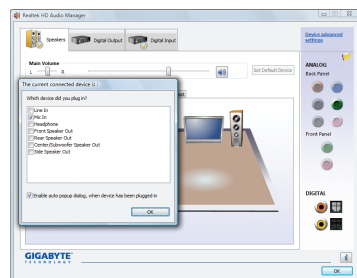 Realtek HD Audio Manager
Speakers
Digital Output
Digital Input
Device advanced
settings
Main Volume
L
R
Set Default Device
ANALOG
Back Panel
The current connected device is :
Which device did you plug in?
Line In
Mic In
Headphone
Front Speaker Out
Rear Speaker Out
Center/Subwoofer Speaker Out
Side Speaker Out
Front Panel
Enable auto popup dialog, when device has been plugged in
OK
DIGITAL
GIGABYTE
TECHNOLOGY
OK